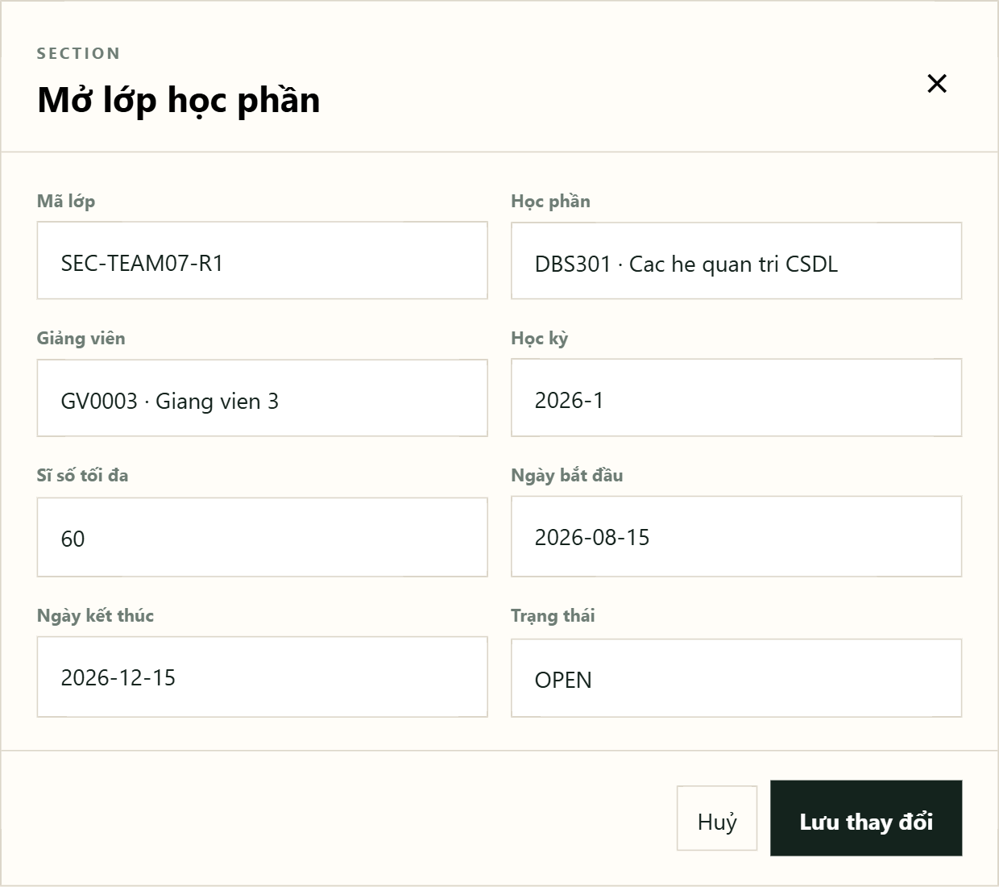 SECTION
Mở lớp học phần
Mã lớp
Học phần
SEC-TEAM07-R1
DBS301 · Cac he quan tri CSDL
Giảng viên
Học kỳ
GV0003 · Giang vien 3
2026-1
Sĩ số tối đa
Ngày bắt đầu
60
2026-08-15
Ngày kết thúc
Trạng thái
2026-12-15
OPEN
Huỷ
Lưu thay đổi